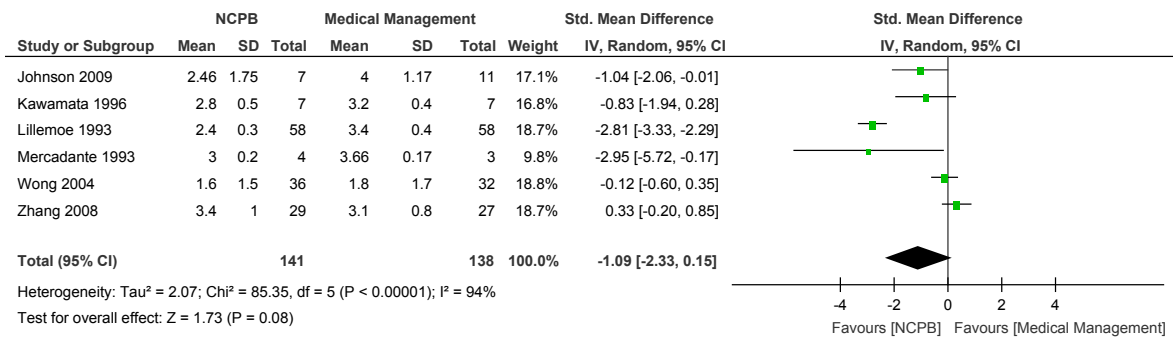 NCPB Medical Management Std. Mean Difference Std. Mean Difference
Study or Subgroup Mean SD Total Mean SD Total Weight IV, Random, 95% CI IV, Random, 95% CI
Johnson 2009 2.46 1.75 7 4 1.17 11 17.1% -1.04 [-2.06, -0.01]
Kawamata 1996 2.8 0.5 7 3.2 0.4 7 16.8% -0.83 [-1.94, 0.28]
Lillemoe 1993 2.4 0.3 58 3.4 0.4 58 18.7% -2.81 [-3.33, -2.29]
Mercadante 1993 3 0.2 4 3.66 0.17 3 9.8% -2.95 [-5.72, -0.17]
Wong 2004 1.6 1.5 36 1.8 1.7 32 18.8% -0.12 [-0.60, 0.35]
Zhang 2008 3.4 1 29 3.1 0.8 27 18.7% 0.33 [-0.20, 0.85]
Total (95% CI) 141 138 100.0% -1.09 [-2.33, 0.15]
Heterogeneity: Tau² = 2.07; Chi² = 85.35, df = 5 (P < 0.00001); I² = 94%
Test for overall effect: Z = 1.73 (P = 0.08)
-4 -2 0 2 4
Favours [NCPB] Favours [Medical Management]